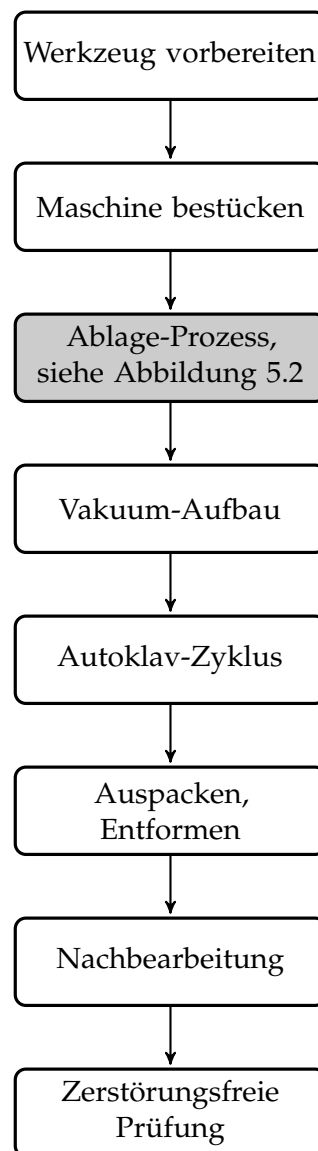 Werkzeug vorbereiten
Maschine bestücken
Ablage-Prozess,
siehe Abbildung 5.2
Vakuum-Aufbau
Autoklav-Zyklus
Auspacken,
Entformen
Nachbearbeitung
Zerstörungsfreie
Prüfung